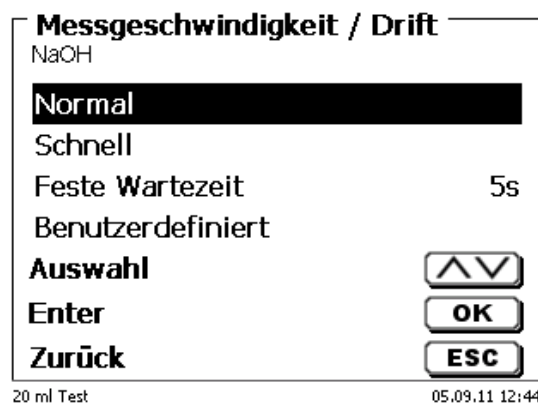 Messgeschwindigkeit / Drift
NaOH
Normal
Schnell
Feste Wartezeit 5s
Benutzerdefiniert
Auswahl
Enter OK
Zurück ESC
20 ml Test 05.09.11 12:44